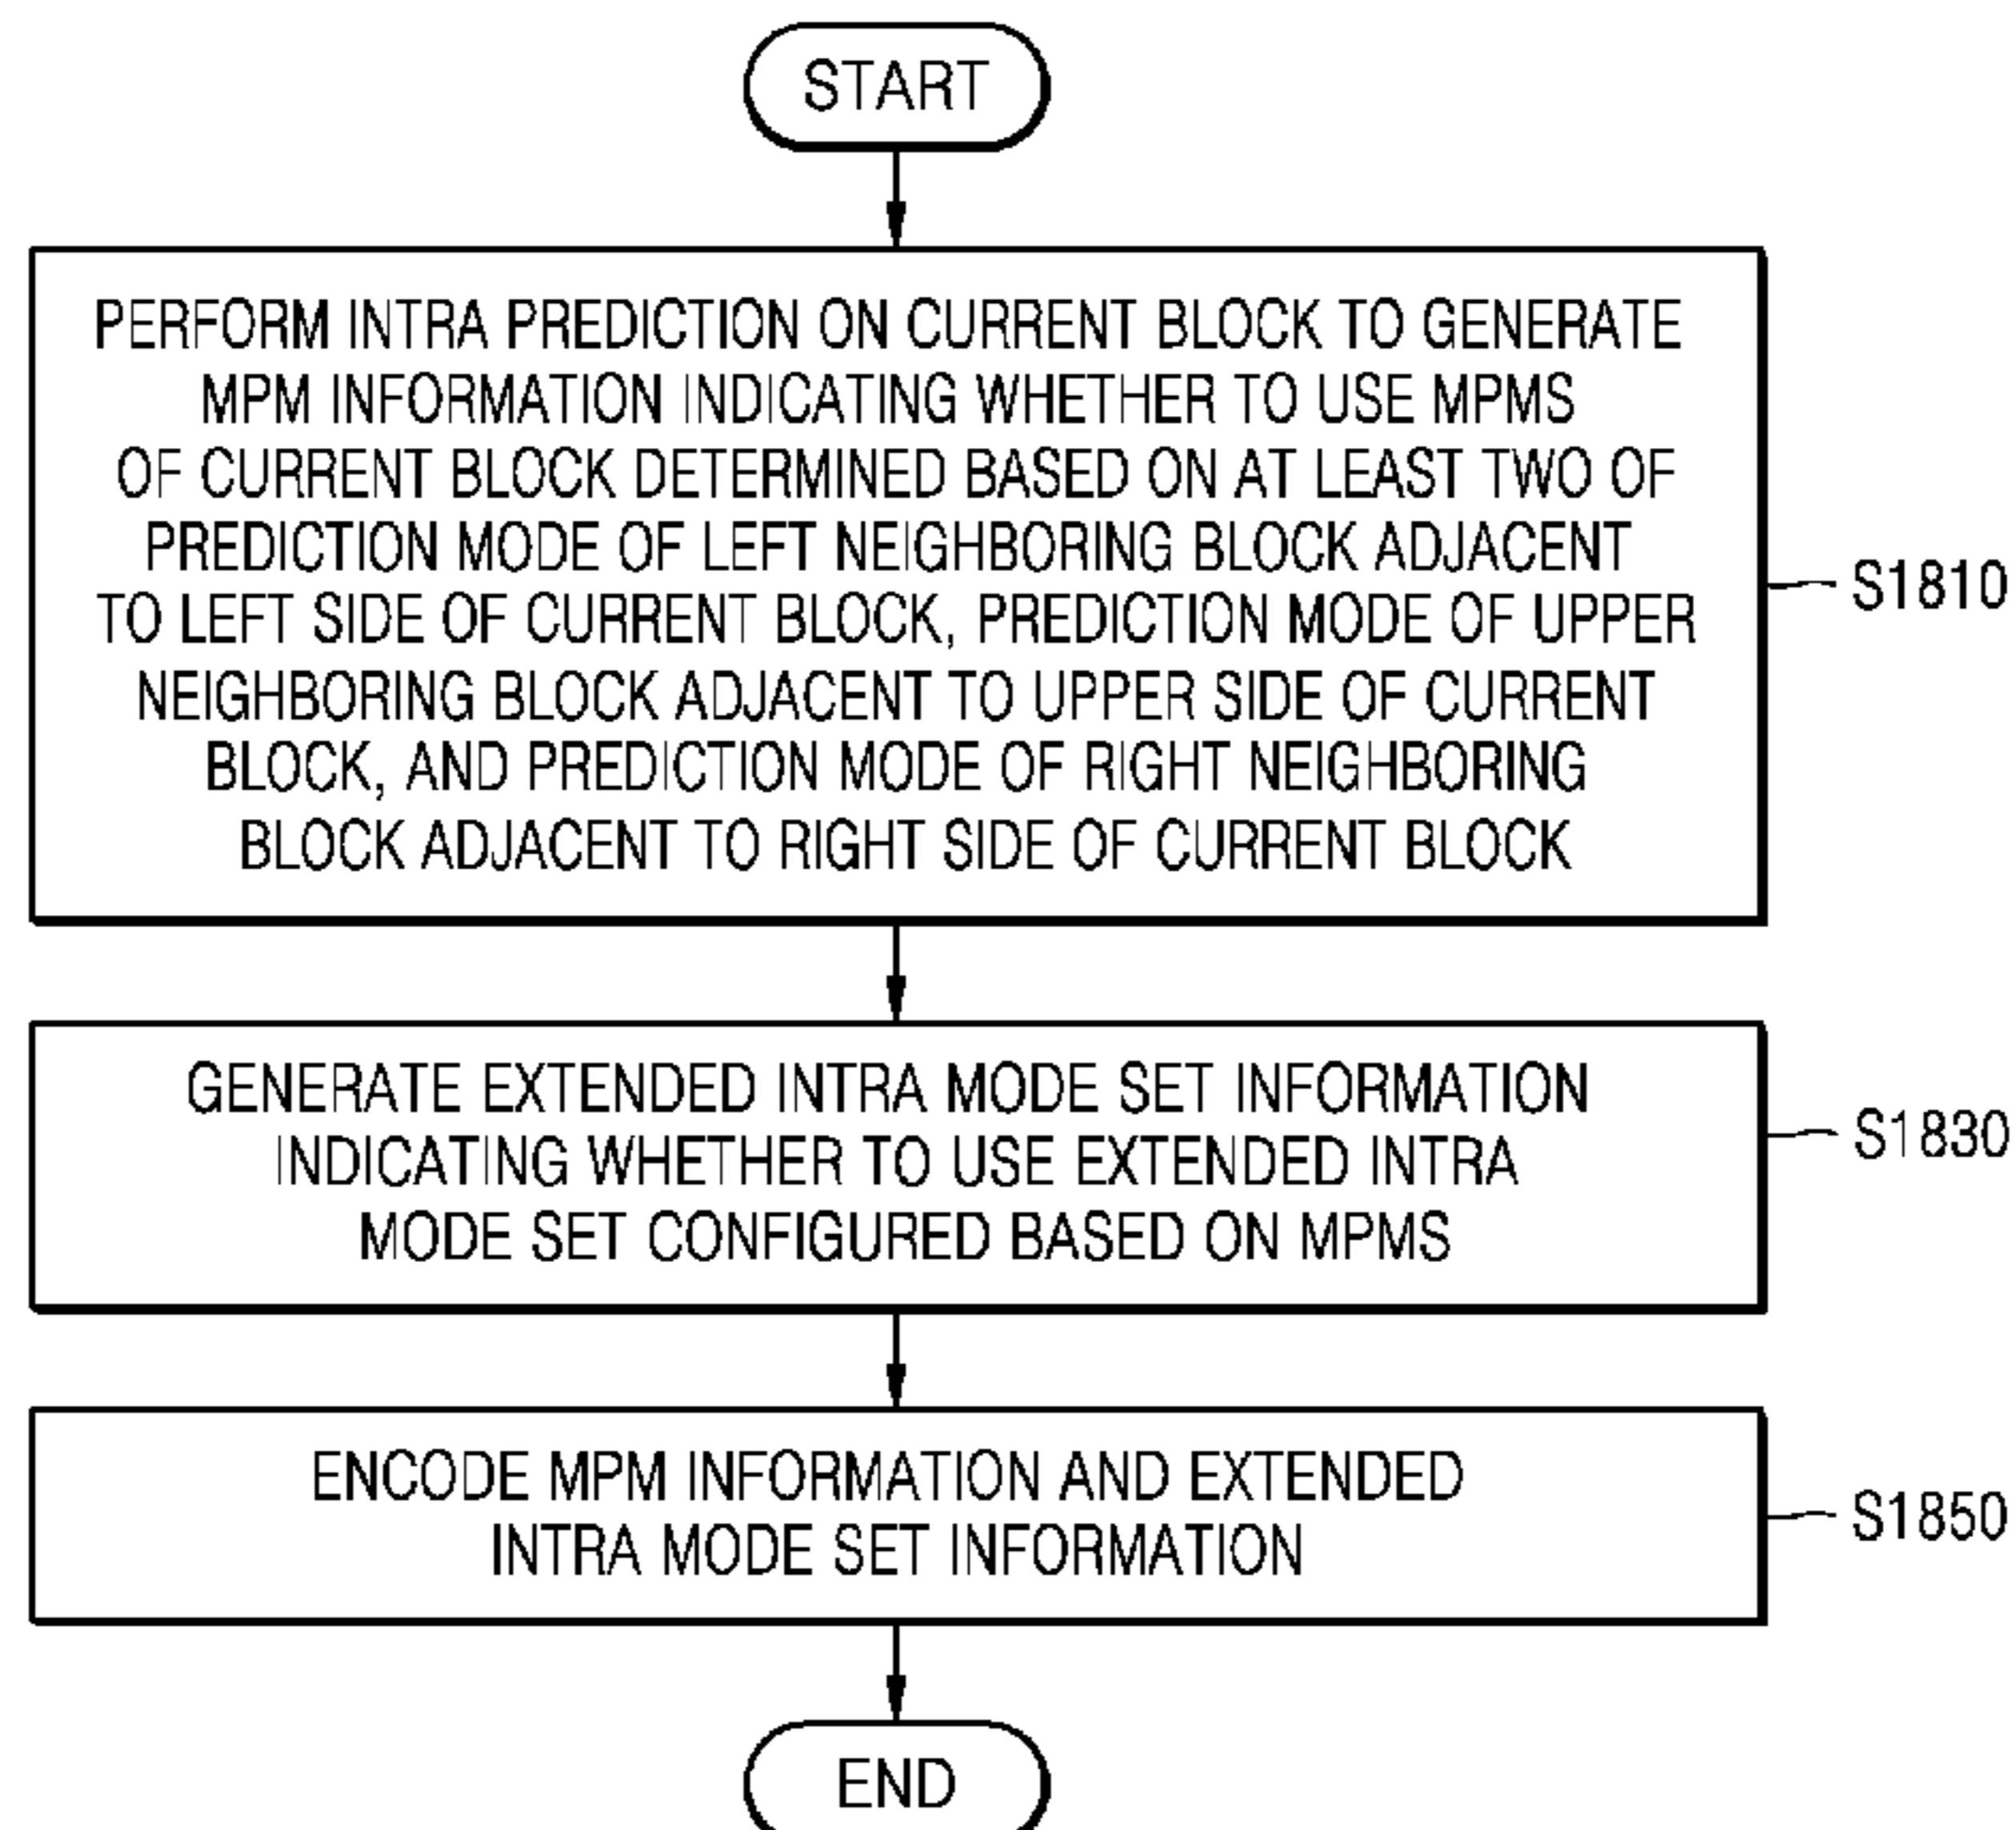 START
PERFORM INTRA PREDICTION ON CURRENT BLOCK TO GENERATE
MPM INFORMATION INDICATING WHETHER TO USE MPMS
OF CURRENT BLOCK DETERMINED BASED ON AT LEAST TWO OF
PREDICTION MODE OF LEFT NEIGHBORING BLOCK ADJACENT
TO LEFT SIDE OF CURRENT BLOCK, PREDICTION MODE OF UPPER
NEIGHBORING BLOCK ADJACENT TO UPPER SIDE OF CURRENT
BLOCK, AND PREDICTION MODE OF RIGHT NEIGHBORING
BLOCK ADJACENT TO RIGHT SIDE OF CURRENT BLOCK
S1810
GENERATE EXTENDED INTRA MODE SET INFORMATION
INDICATING WHETHER TO USE EXTENDED INTRA
MODE SET CONFIGURED BASED ON MPMS
S1830
ENCODE MPM INFORMATION AND EXTENDED
INTRA MODE SET INFORMATION
S1850
END